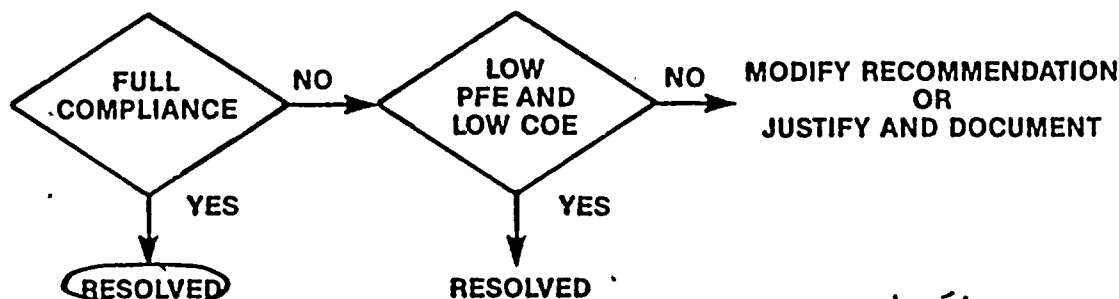 FULL
COMPLIANCE
NO
LOW
PFE AND
LOW COE
NO
MODIFY RECOMMENDATION
OR
JUSTIFY AND DOCUMENT
YES
RESOLVED
YES
RESOLVED